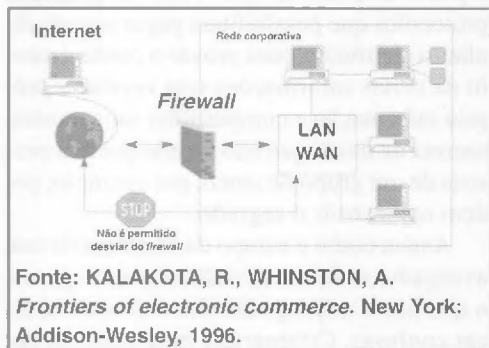 Internet
Rede corporativa
Firewall
LAN
WAN
STOP
Não é permitido
desviar do firewall
Fonte: KALAKOTA, R., WHINSTON, A.
Frontiers of electronic commerce. New York:
Addison-Wesley, 1996.